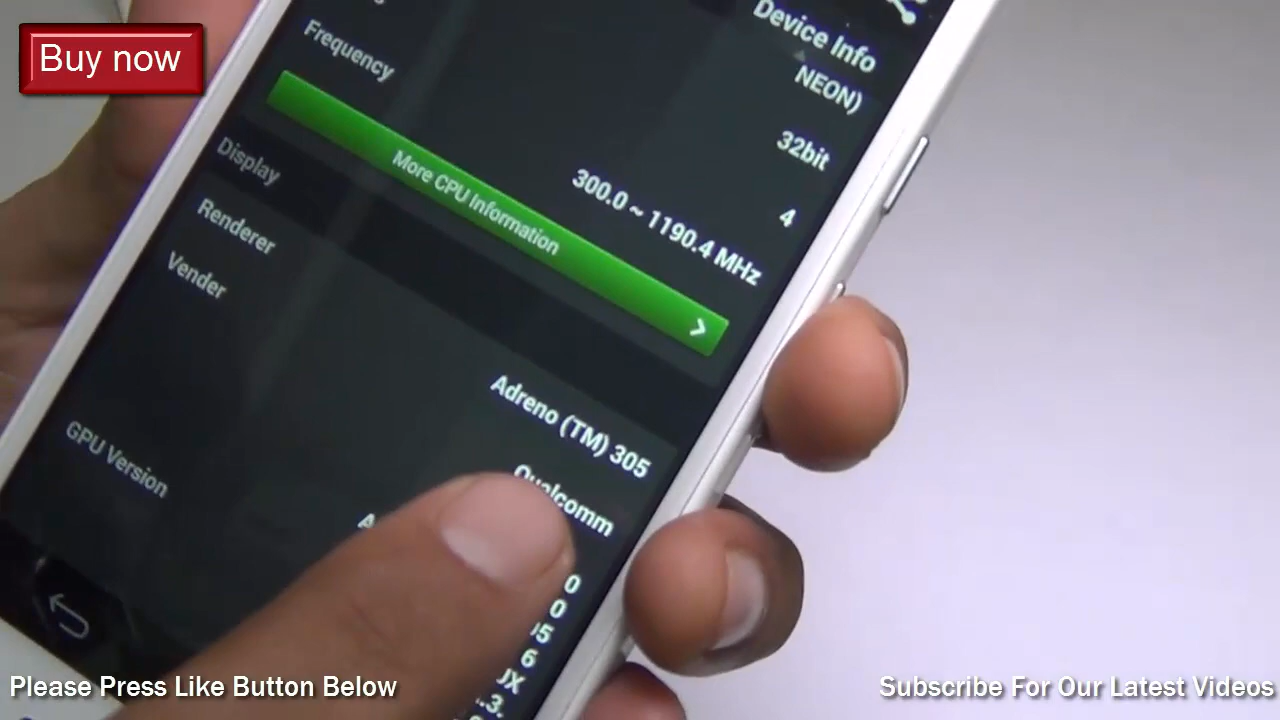 Buy now
Device Info
NEON)
32bit
4
Frequency
300.0 ~ 1190.4 MHz
More CPU Information
Display
Renderer
Adreno (TM) 305
Vender
Qualcomm
GPU Version
Please Press Like Button Below
Subscribe For Our Latest Videos